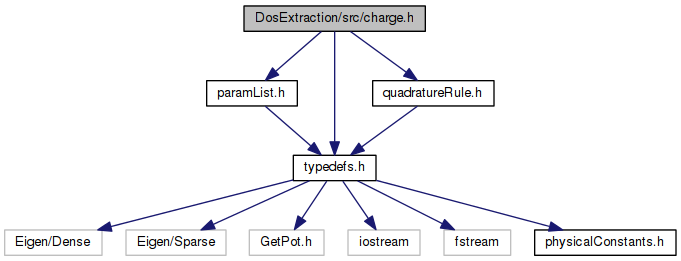 DosExtraction/src/charge.h
paramList.h
quadratureRule.h
typedefs.h
Eigen/Dense
Eigen/Sparse
GetPot.h
iostream
fstream
physicalConstants.h